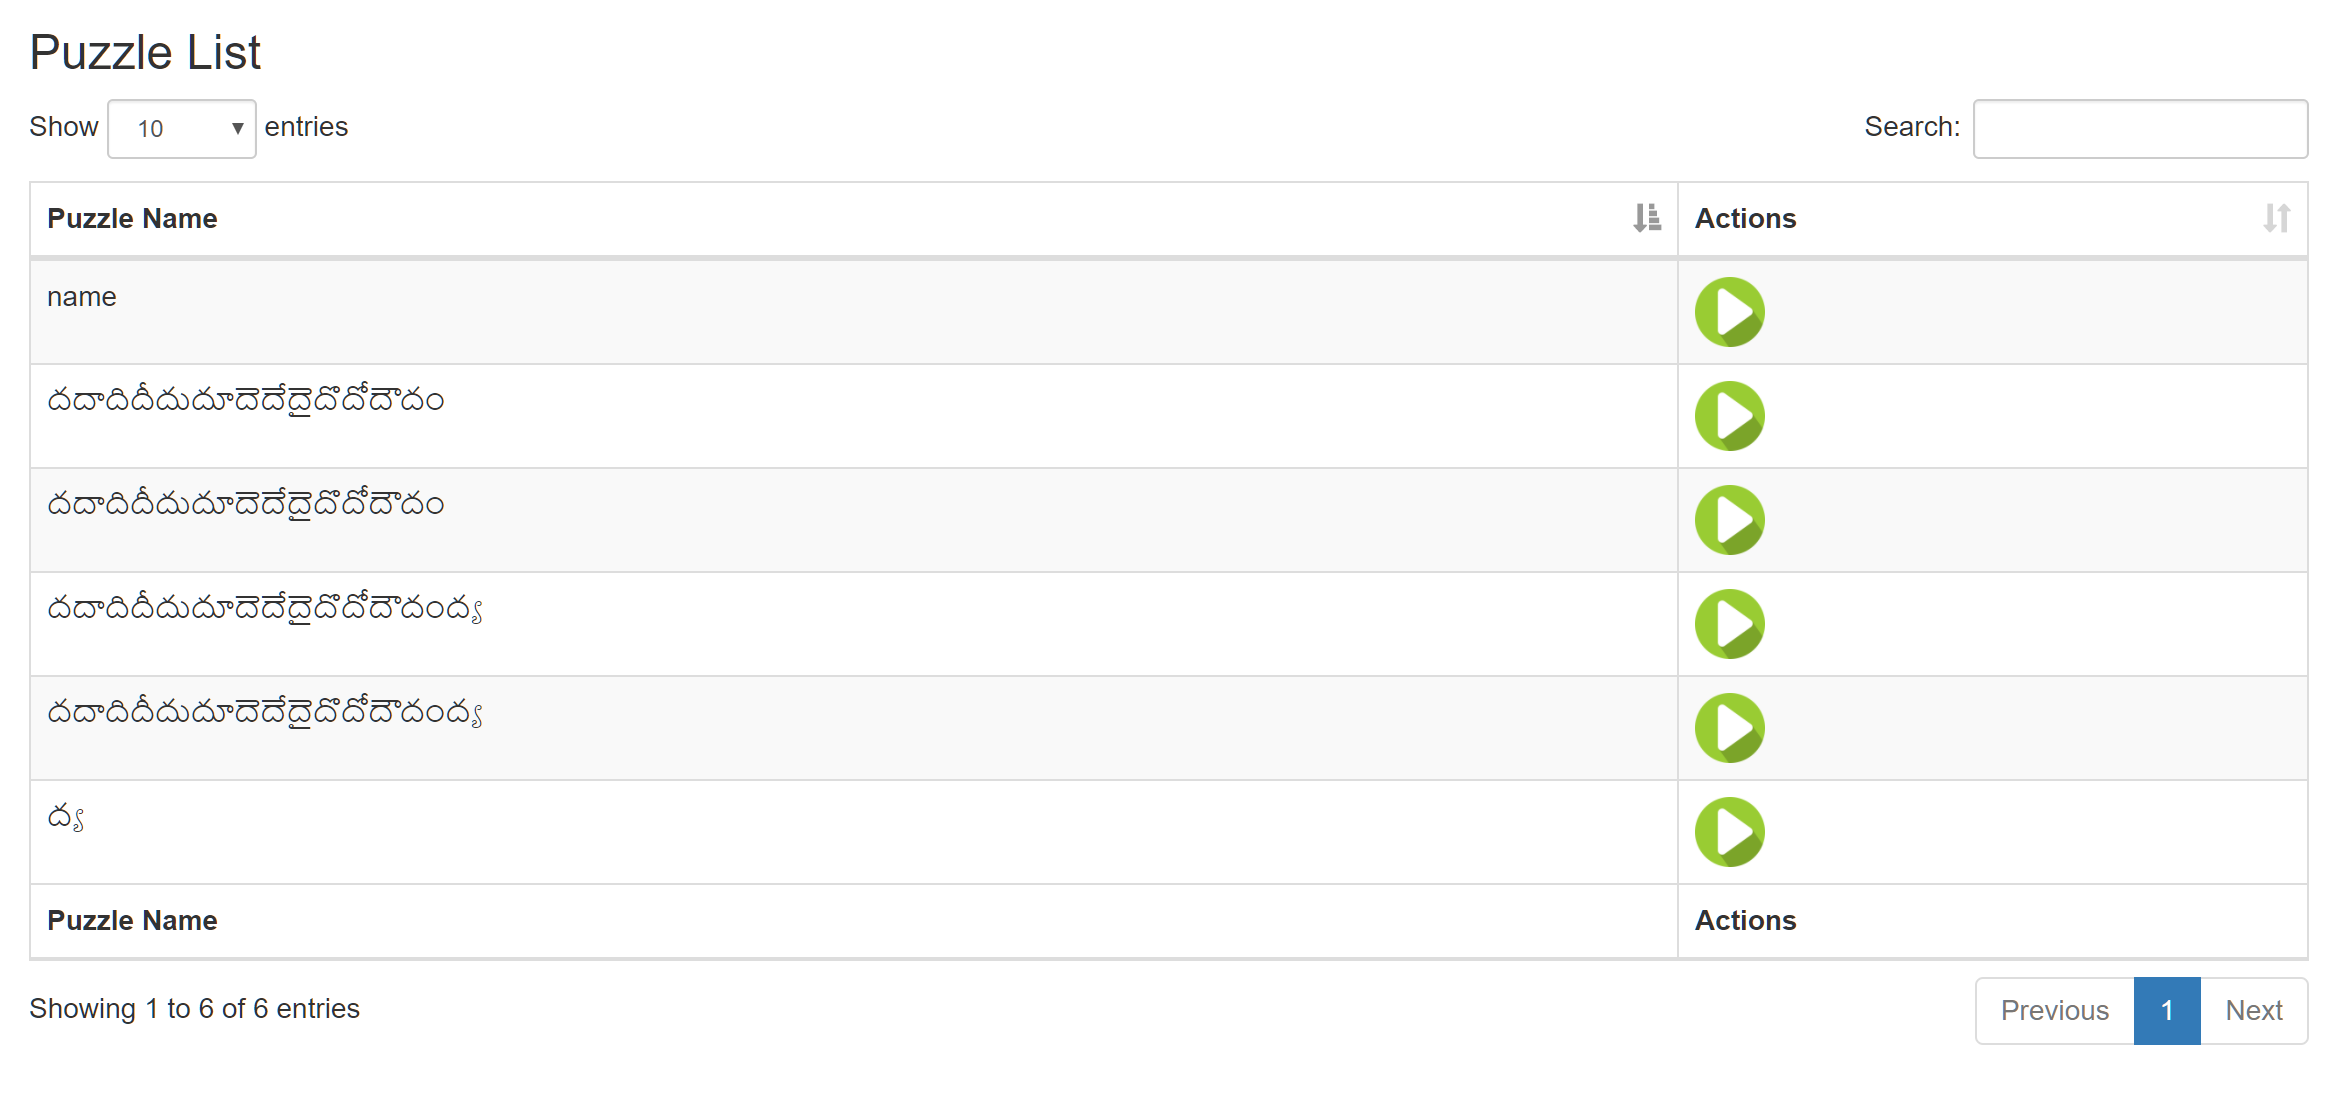 Puzzle List
Show 10 entries Search:
Puzzle Name Actions
name
దదాదిదీదుదూదెదేదైదొదోదౌదం
దదాదిదీదుదూదెదేదైదొదోదౌదం
దదాదిదీదుదూదెదేదైదొదోదౌదంద్య
దదాదిదీదుదూదెదేదైదొదోదౌదంద్య
ద్య
Puzzle Name Actions
Showing 1 to 6 of 6 entries Previous 1 Next